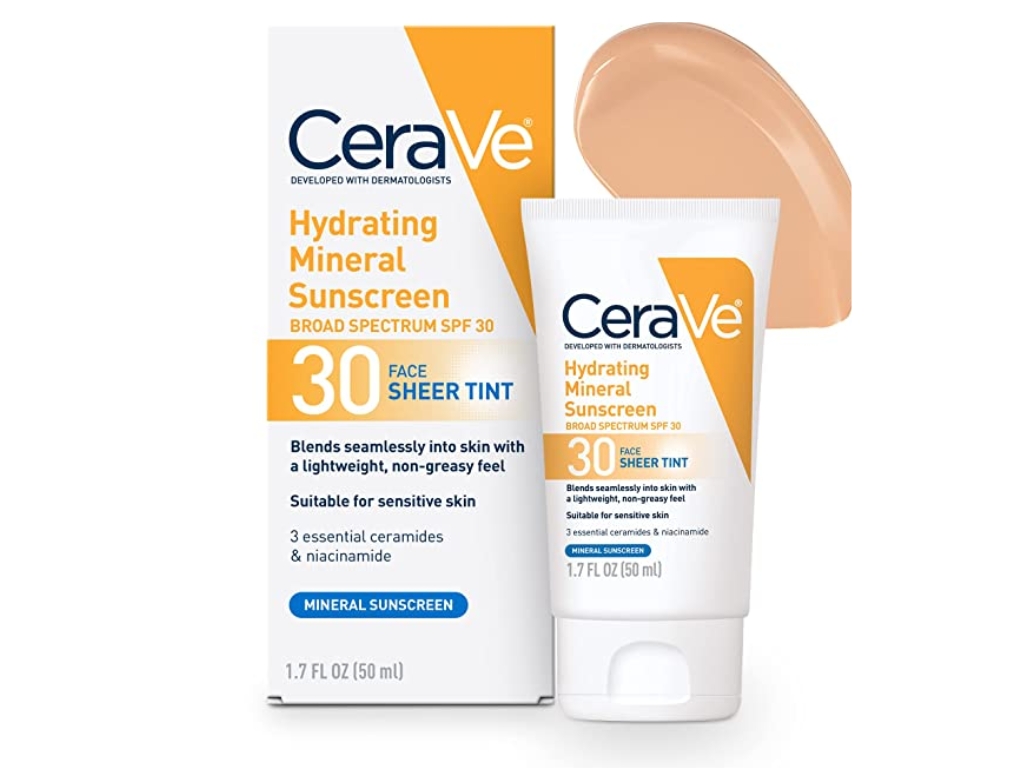 CeraVe®
DEVELOPED WITH DERMATOLOGISTS
Hydrating
Mineral
Sunscreen
BROAD SPECTRUM SPF 30
30 FACE
SHEER TINT
Blends seamlessly into skin with
a lightweight, non-greasy feel
Suitable for sensitive skin
3 essential ceramides
& niacinamide
MINERAL SUNSCREEN
1.7 FL OZ (50 ml)
CeraVe®
DEVELOPED WITH DERMATOLOGISTS
Hydrating
Mineral
Sunscreen
BROAD SPECTRUM SPF 30
30 FACE
SHEER TINT
Blends seamlessly into skin with
a lightweight, non-greasy feel
Suitable for sensitive skin
3 essential ceramides & niacinamide
MINERAL SUNSCREEN
1.7 FL OZ (50 ml)